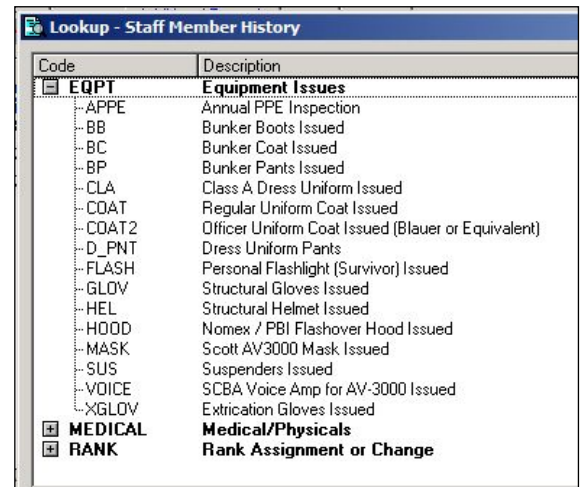 Lookup - Staff Member History
Code Description
EQPT Equipment Issues
APPE Annual PPE Inspection
BB Bunker Boots Issued
BC Bunker Coat Issued
BP Bunker Pants Issued
CLA Class A Dress Uniform Issued
COAT Regular Uniform Coat Issued
COAT2 Officer Uniform Coat Issued (Blauer or Equivalent)
D_PNT Dress Uniform Pants
FLASH Personal Flashlight (Survivor) Issued
GLOV Structural Gloves Issued
HEL Structural Helmet Issued
HOOD Nomex / PBI Flashover Hood Issued
MASK Scott AV3000 Mask Issued
SUS Suspenders Issued
VOICE SCBA Voice Amp for AV-3000 Issued
XGLOV Extrication Gloves Issued
MEDICAL Medical/Physicals
RANK Rank Assignment or Change